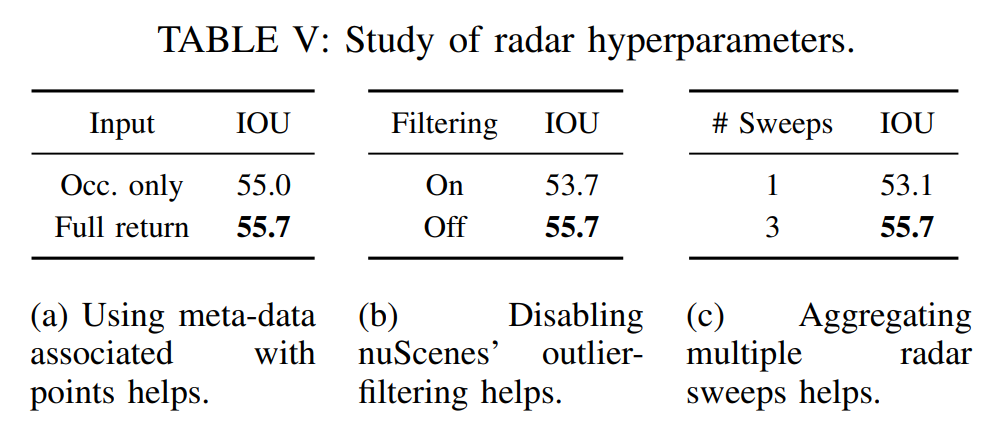 TABLE V: Study of radar hyperparameters.
Input IOU
Occ. only 55.0
Full return 55.7
(a) Using meta-data
associated with
points helps.
Filtering IOU
On 53.7
Off 55.7
(b) Disabling
nuScenes’ outlier-
filtering helps.
# Sweeps IOU
1 53.1
3 55.7
(c) Aggregating
multiple radar
sweeps helps.